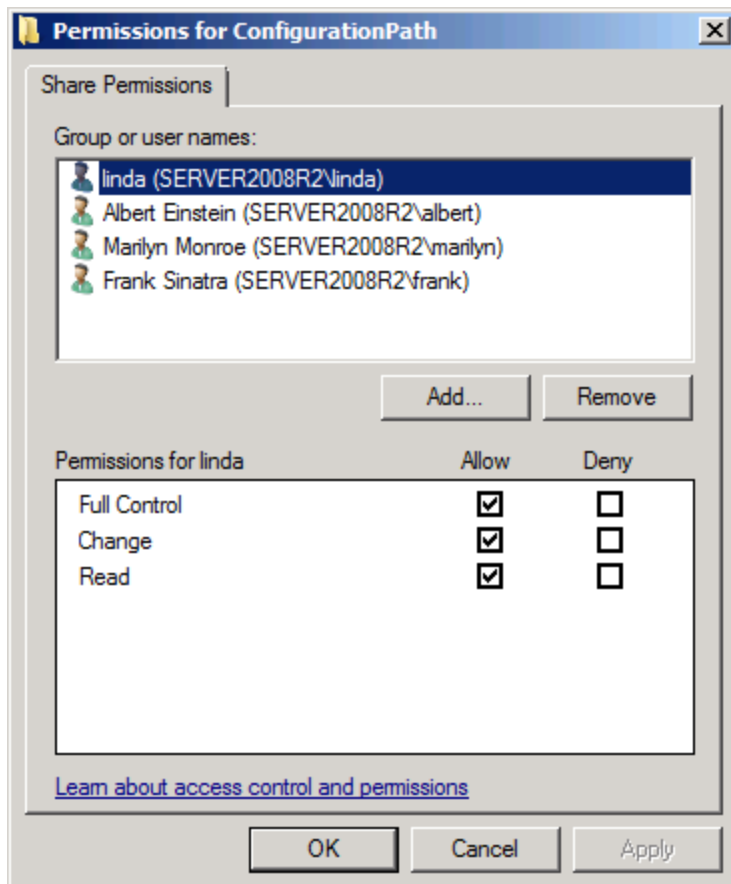 Permissions for ConfigurationPath
Share Permissions
Group or user names:
linda (SERVER2008R2\linda)
Albert Einstein (SERVER2008R2\albert)
Marilyn Monroe (SERVER2008R2\marilyn)
Frank Sinatra (SERVER2008R2\frank)
Add... Remove
Permissions for linda Allow Deny
Full Control
Change
Read
Learn about access control and permissions
OK Cancel Apply